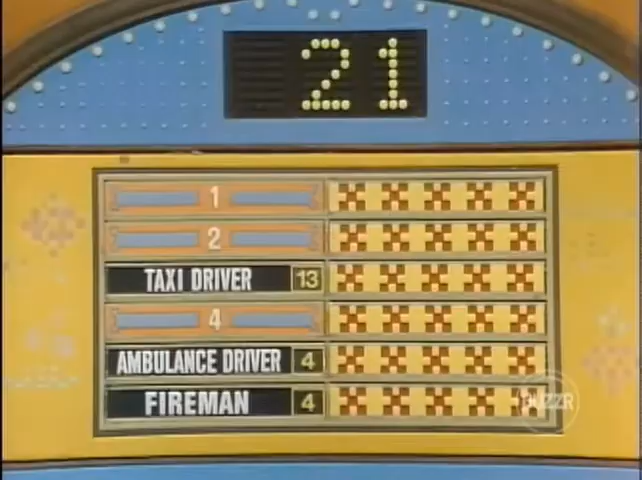 21
1
2
TAXI DRIVER 13
4
AMBULANCE DRIVER 4
FIREMAN 4
BUZZR